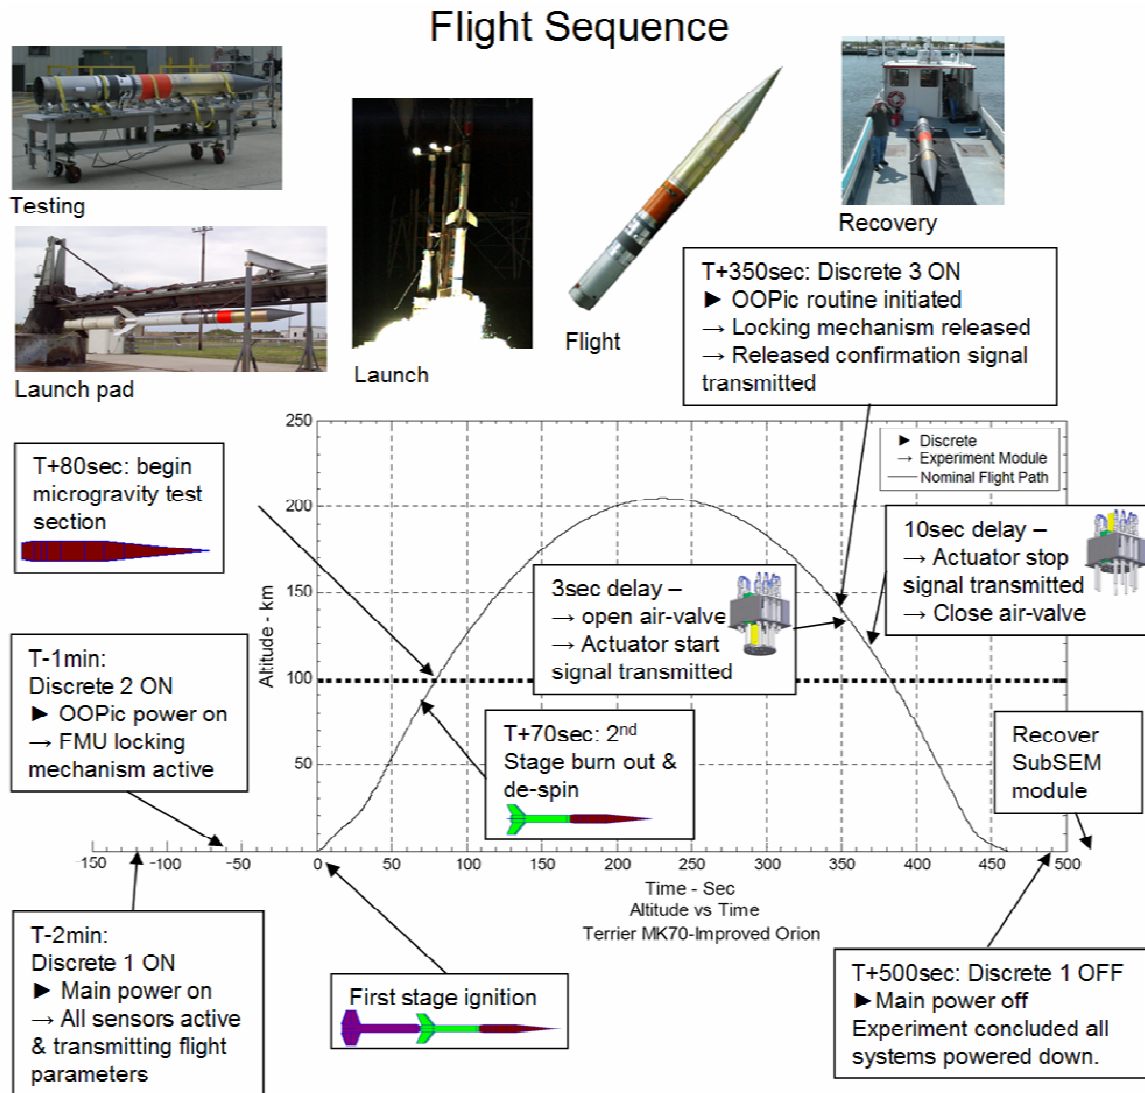 Flight Sequence
Testing
Launch pad
Launch
Flight
Recovery
T+350sec: Discrete 3 ON
► OOPic routine initiated
→ Locking mechanism released
→ Released confirmation signal
transmitted
T+80sec: begin
microgravity test
section
T-1min:
Discrete 2 ON
► OOPic power on
→ FMU locking
mechanism active
T-2min:
Discrete 1 ON
► Main power on
→ All sensors active
& transmitting flight
parameters
250
200
150
100
50
Altitude - km
► Discrete
→ Experiment Module
— Nominal Flight Path
3sec delay –
→ open air-valve
→ Actuator start
signal transmitted
10sec delay –
→ Actuator stop
signal transmitted
→ Close air-valve
T+70sec: 2nd
Stage burn out &
de-spin
Recover
SubSEM
module
-150 -100 -50 0 50 100 150 200 250 300 350 400 450 500
Time - Sec
Altitude vs Time
Terrier MK70-Improved Orion
First stage ignition
T+500sec: Discrete 1 OFF
►Main power off
Experiment concluded all
systems powered down.